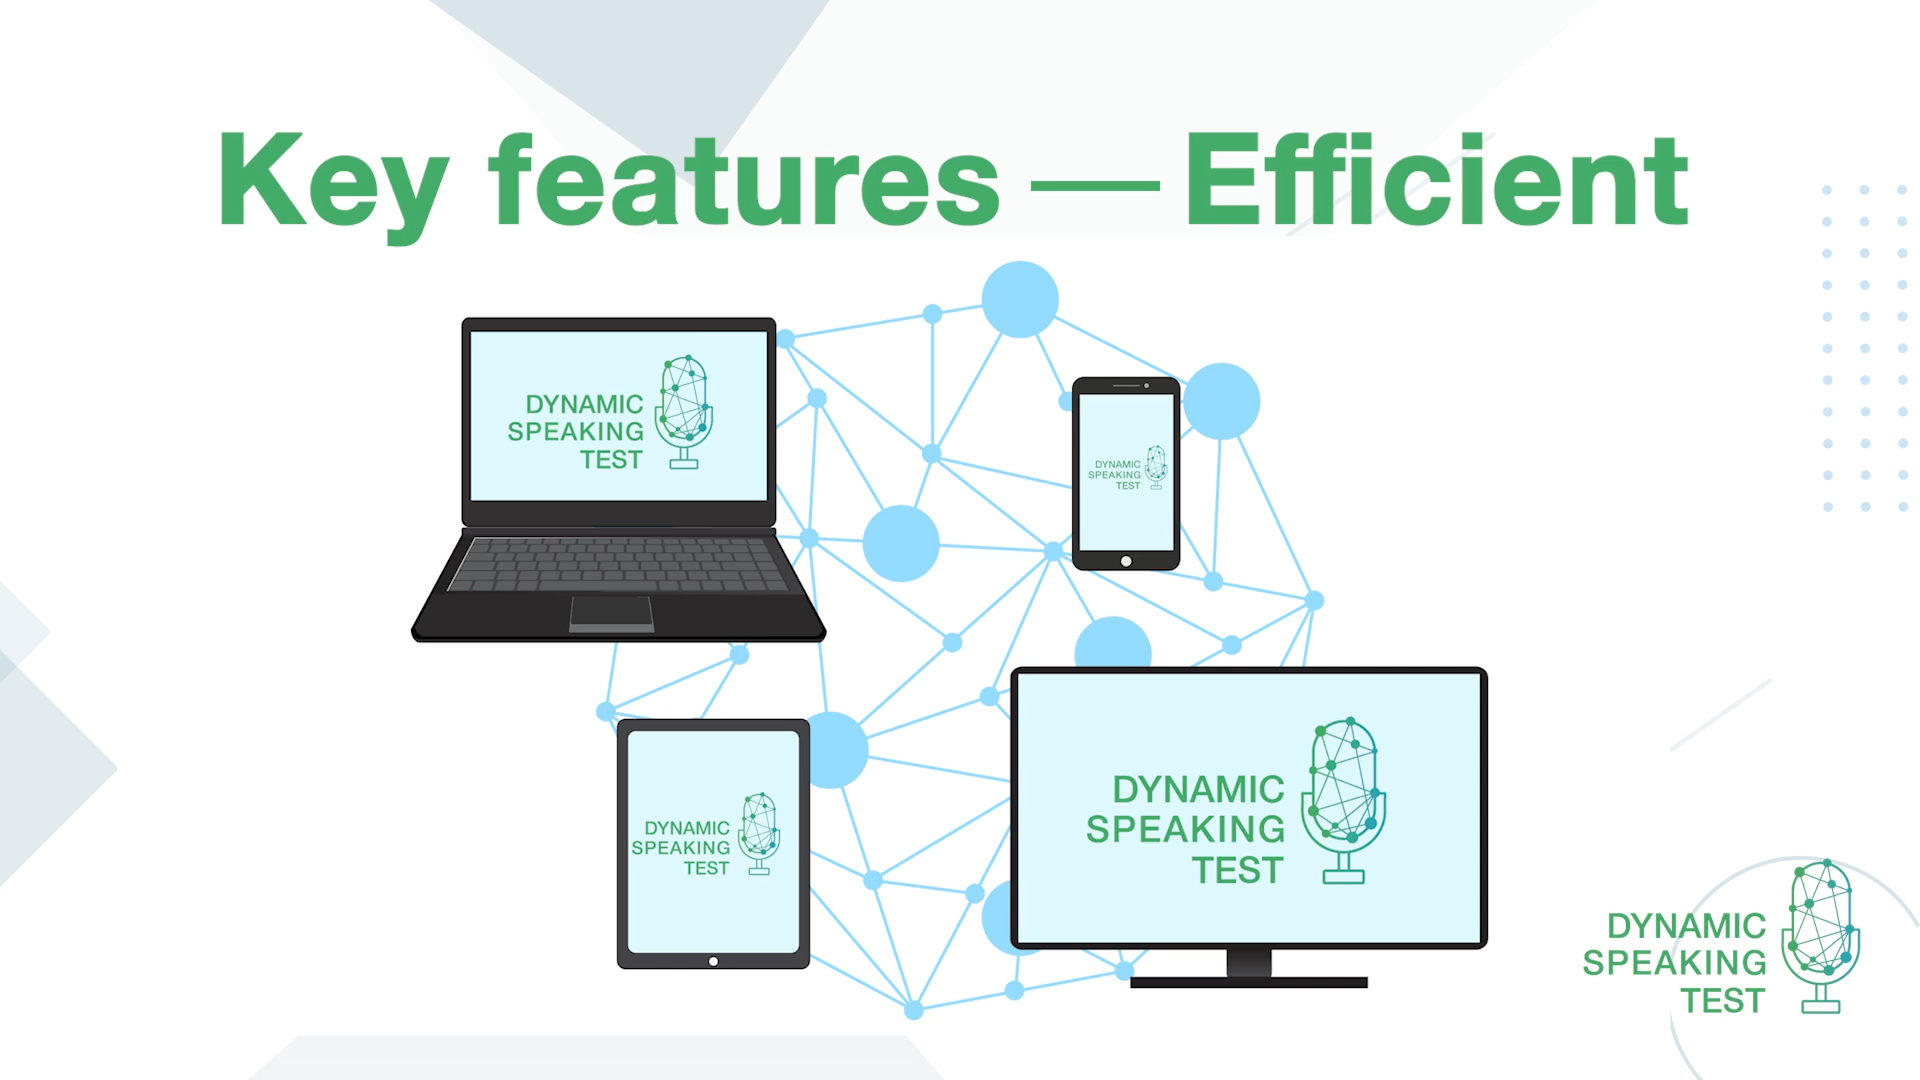 Key features — Efficient
DYNAMIC
SPEAKING
TEST
DYNAMIC
SPEAKING
TEST
DYNAMIC
SPEAKING
TEST
DYNAMIC
SPEAKING
TEST
DYNAMIC
SPEAKING
TEST